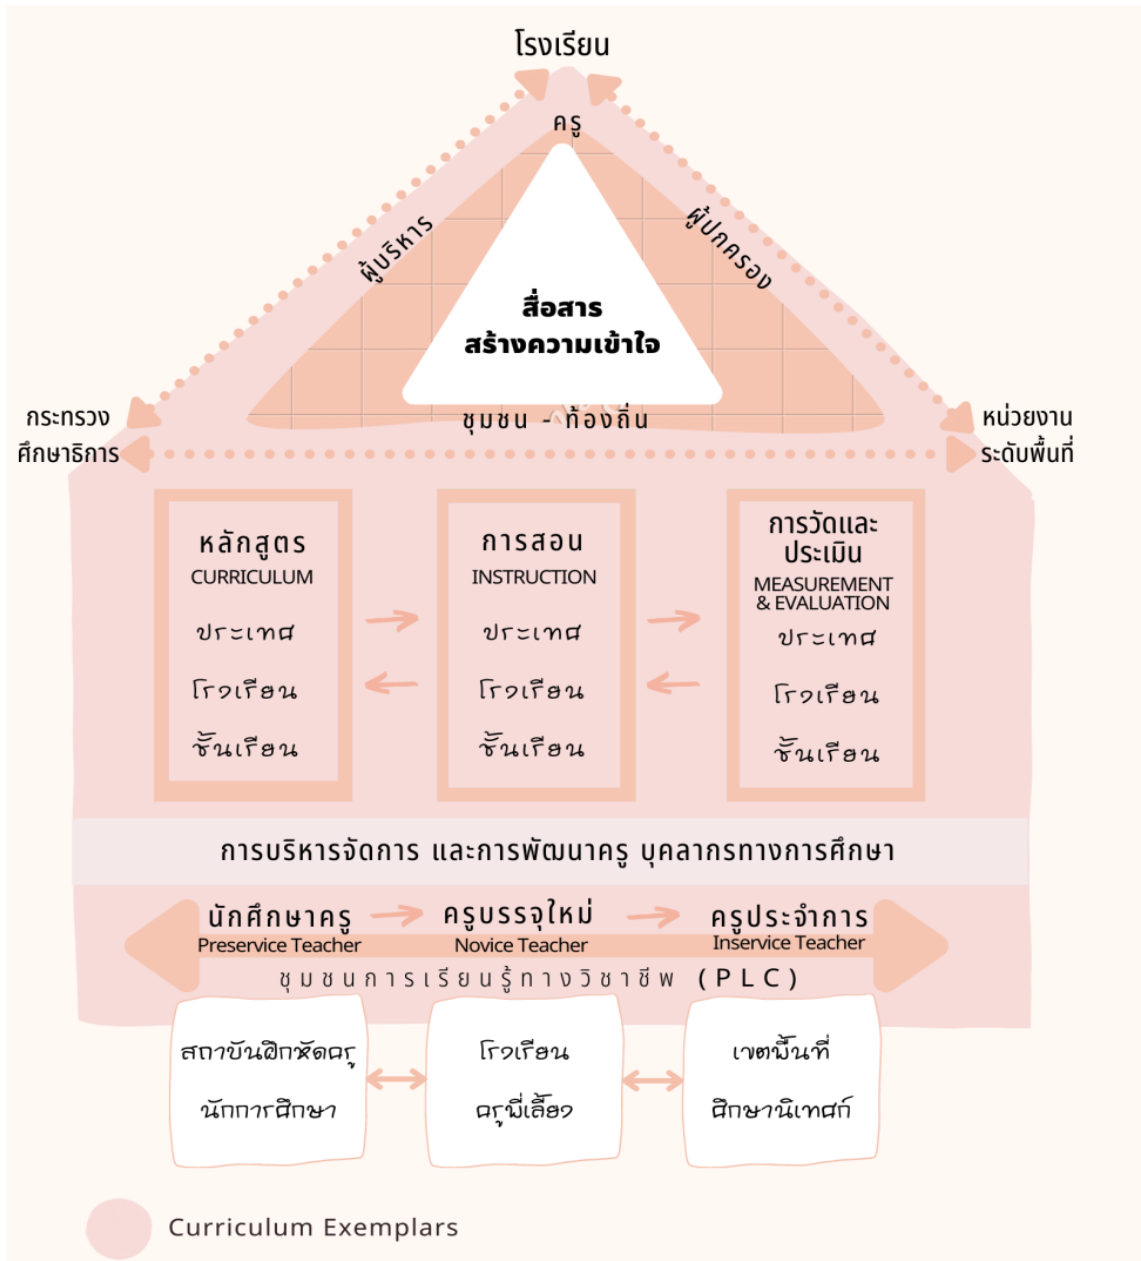 โรงเรียน
ครู
ผู้บริหาร
ผู้ปกครอง
สื่อสาร
สร้างความเข้าใจ
ชุมชน - ท้องถิ่น
กระทรวง
ศึกษาธิการ
หน่วยงาน
ระดับพื้นที่
หลักสูตร
CURRICULUM
ประเทศ
โรงเรียน
ชั้นเรียน
การสอน
INSTRUCTION
ประเทศ
โรงเรียน
ชั้นเรียน
การวัดและ
ประเมิน
MEASUREMENT
& EVALUATION
ประเทศ
โรงเรียน
ชั้นเรียน
การบริหารจัดการ และการพัฒนาครู บุคลากรทางการศึกษา
นักศึกษาครู
Preservice Teacher
ครูบรรจุใหม่
Novice Teacher
ครูประจำการ
Inservice Teacher
ชุมชนการเรียนรู้ทางวิชาชีพ (PLC)
สถาบันฝึกหัดครู
นักการศึกษา
โรงเรียน
ครูพี่เลี้ยง
เขตพื้นที่
ศึกษานิเทศก์
Curriculum Exemplars